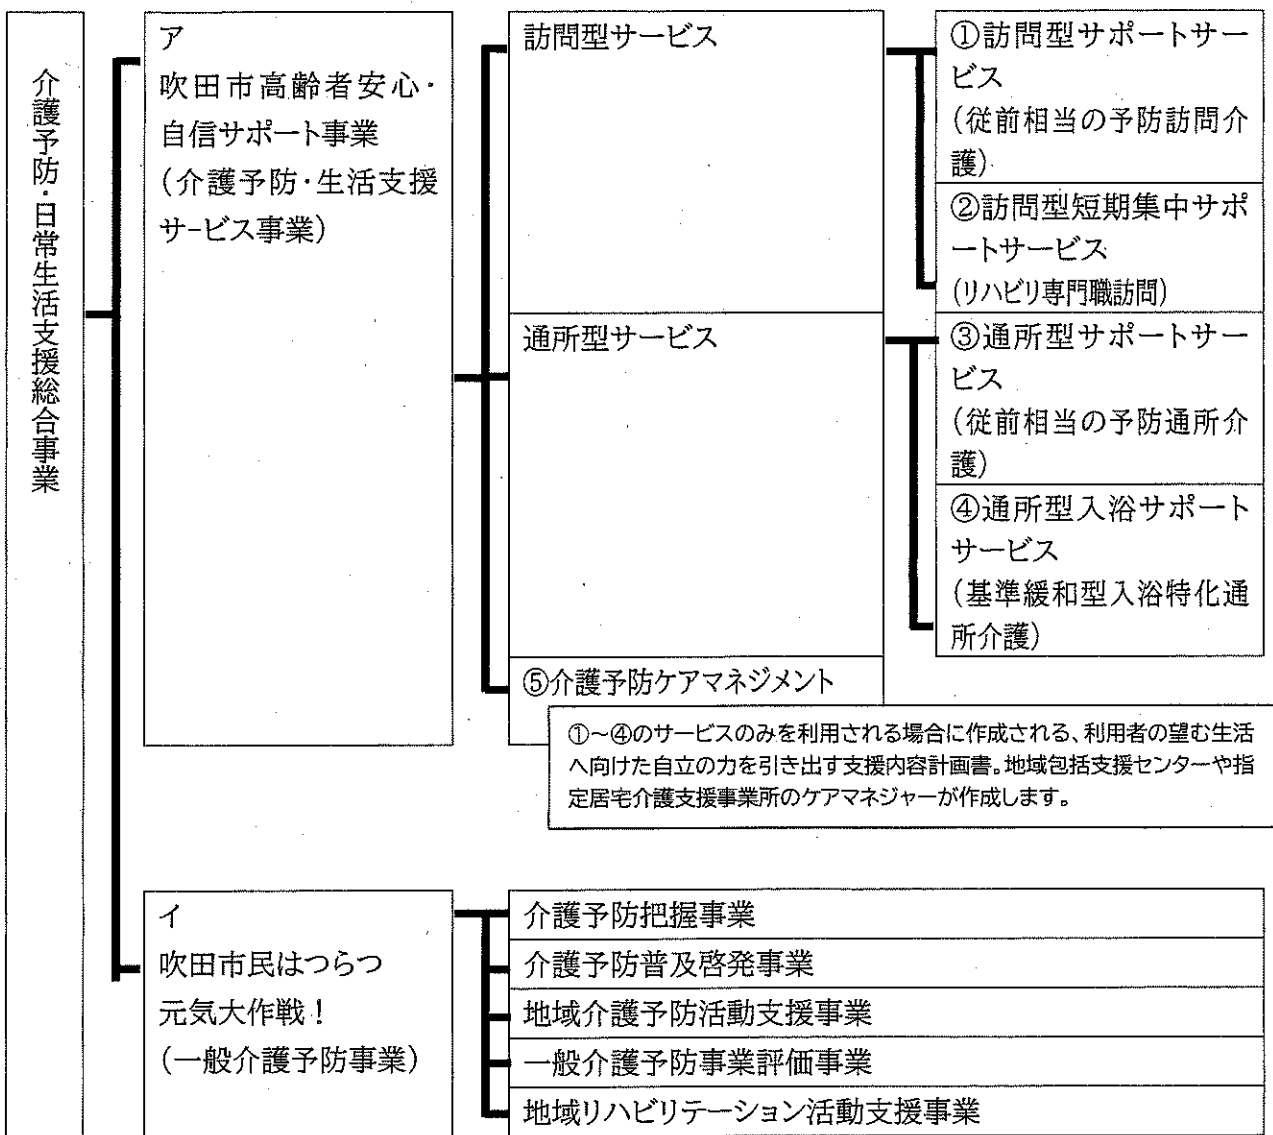 介護予防・日常生活支援総合事業
ア
吹田市高齢者安心・
自信サポート事業
(介護予防・生活支援
サービス事業)
訪問型サービス
①訪問型サポートサー
ビス
(従前相当の予防訪問介
護)
②訪問型短期集中サポ
ートサービス
(リハビリ専門職訪問)
通所型サービス
③通所型サポートサー
ビス
(従前相当の予防通所介
護)
④通所型入浴サポート
サービス
(基準緩和型入浴特化通
所介護)
⑤介護予防ケアマネジメント
①~④のサービスのみを利用される場合に作成される、利用者の望む生活
へ向けた自立の力を引き出す支援内容計画書。地域包括支援センターや指
定居宅介護支援事業所のケアマネジャーが作成します。
イ
吹田市民はつらつ
元気大作戦!
(一般介護予防事業)
介護予防把握事業
介護予防普及啓発事業
地域介護予防活動支援事業
一般介護予防事業評価事業
地域リハビリテーション活動支援事業